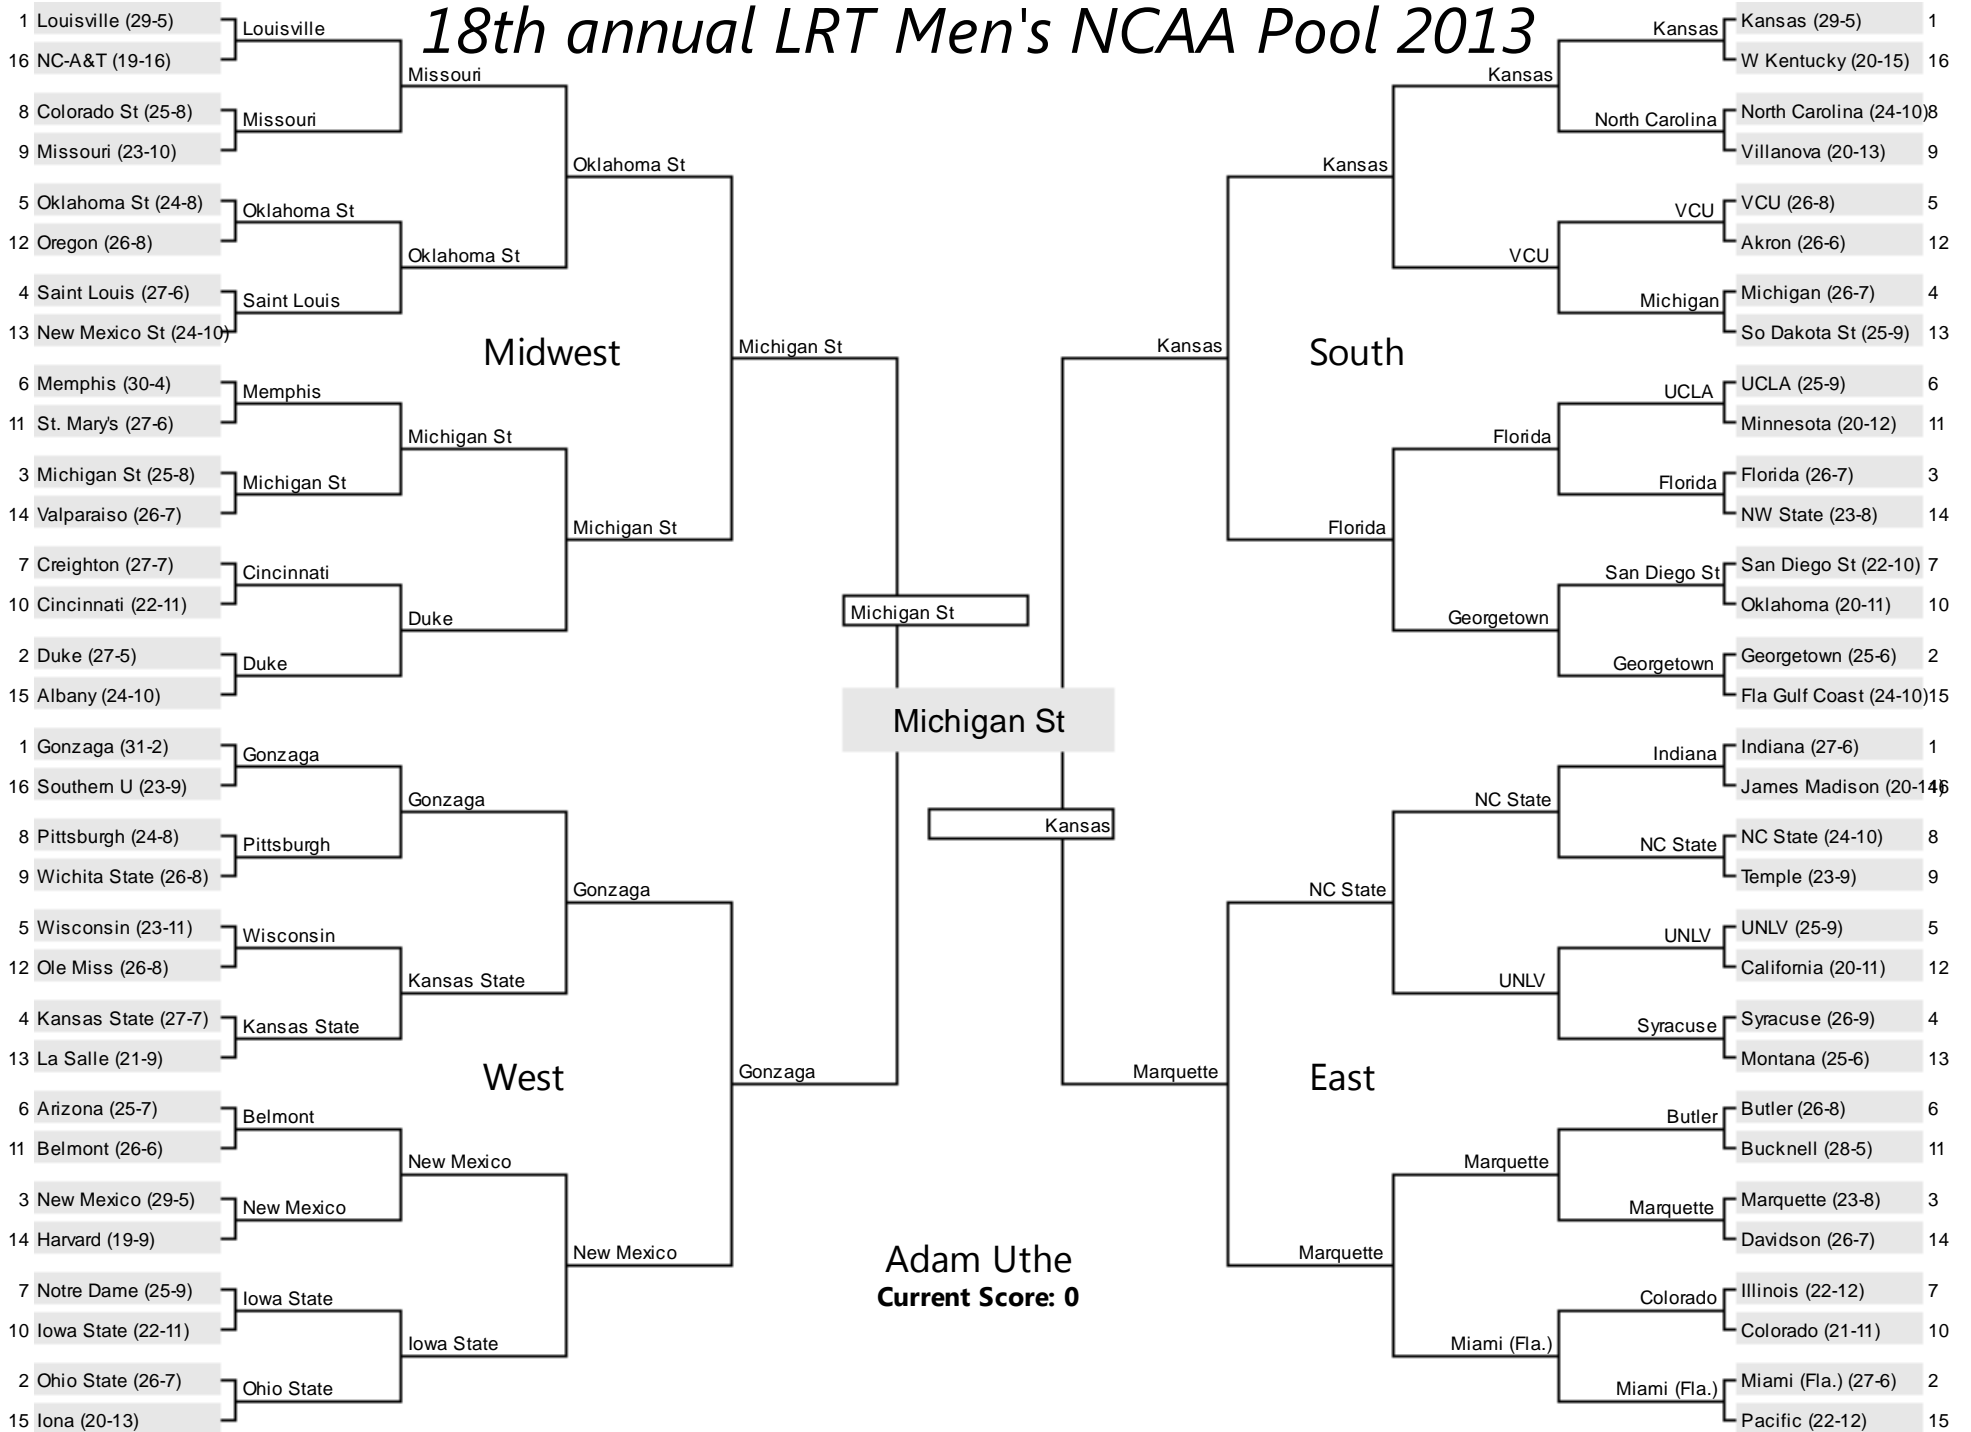 18th annual LRT Men's NCAA Pool 2013
1 Louisville (29-5)
16 NC-A&T (19-16)
8 Colorado St (25-8)
9 Missouri (23-10)
5 Oklahoma St (24-8)
12 Oregon (26-8)
4 Saint Louis (27-6)
13 New Mexico St (24-10)
6 Memphis (30-4)
11 St. Mary's (27-6)
3 Michigan St (25-8)
14 Valparaiso (26-7)
7 Creighton (27-7)
10 Cincinnati (22-11)
2 Duke (27-5)
15 Albany (24-10)
Louisville
Missouri
Oklahoma St
Saint Louis
Memphis
Michigan St
Cincinnati
Duke
Missouri
Oklahoma St
Michigan St
Duke
Oklahoma St
Michigan St
Midwest
Michigan St
1 Gonzaga (31-2)
16 Southern U (23-9)
8 Pittsburgh (24-8)
9 Wichita State (26-8)
5 Wisconsin (23-11)
12 Ole Miss (26-8)
4 Kansas State (27-7)
13 La Salle (21-9)
6 Arizona (25-7)
11 Belmont (26-6)
3 New Mexico (29-5)
14 Harvard (19-9)
7 Notre Dame (25-9)
10 Iowa State (22-11)
2 Ohio State (26-7)
15 Iona (20-13)
Gonzaga
Pittsburgh
Wisconsin
Kansas State
Belmont
New Mexico
Iowa State
Ohio State
Gonzaga
Kansas State
New Mexico
Iowa State
Gonzaga
New Mexico
West
Gonzaga
Michigan St
Michigan St
Kansas
Adam Uthe
Current Score: 0
Kansas
South
Kansas
Florida
Kansas
VCU
Florida
Georgetown
Kansas
North Carolina
VCU
Michigan
UCLA
Florida
San Diego St
Georgetown
Kansas (29-5) 1
W Kentucky (20-15) 16
North Carolina (24-10) 8
Villanova (20-13) 9
VCU (26-8) 5
Akron (26-6) 12
Michigan (26-7) 4
So Dakota St (25-9) 13
UCLA (25-9) 6
Minnesota (20-12) 11
Florida (26-7) 3
NW State (23-8) 14
San Diego St (22-10) 7
Oklahoma (20-11) 10
Georgetown (25-6) 2
Fla Gulf Coast (24-10) 15
Marquette
East
NC State
Marquette
NC State
UNLV
Marquette
Miami (Fla.)
Indiana
NC State
UNLV
Syracuse
Butler
Marquette
Colorado
Miami (Fla.)
Indiana (27-6) 1
James Madison (20-14) 16
NC State (24-10) 8
Temple (23-9) 9
UNLV (25-9) 5
California (20-11) 12
Syracuse (26-9) 4
Montana (25-6) 13
Butler (26-8) 6
Bucknell (28-5) 11
Marquette (23-8) 3
Davidson (26-7) 14
Illinois (22-12) 7
Colorado (21-11) 10
Miami (Fla.) (27-6) 2
Pacific (22-12) 15